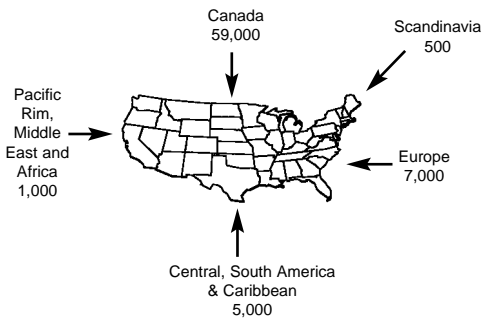 Canada
59,000
Scandinavia
500
Pacific
Rim,
Middle
East and
Africa
1,000
Europe
7,000
Central, South America
& Caribbean
5,000